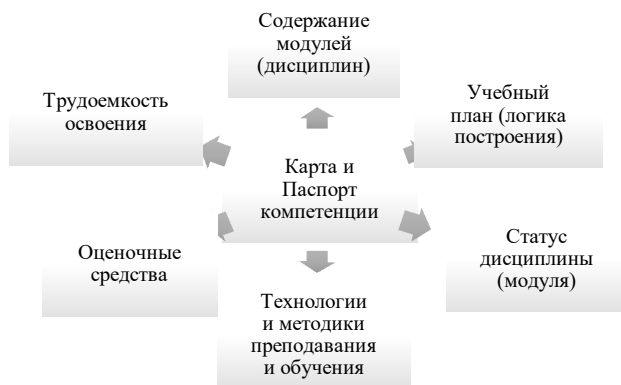 Содержание
модулей
(дисциплин)
Трудоемкость
освоения
Учебный
план (логика
построения)
Карта и
Паспорт
компетенции
Оценочные
средства
Статус
дисциплины
(модуля)
Технологии
и методики
преподавания
и обучения